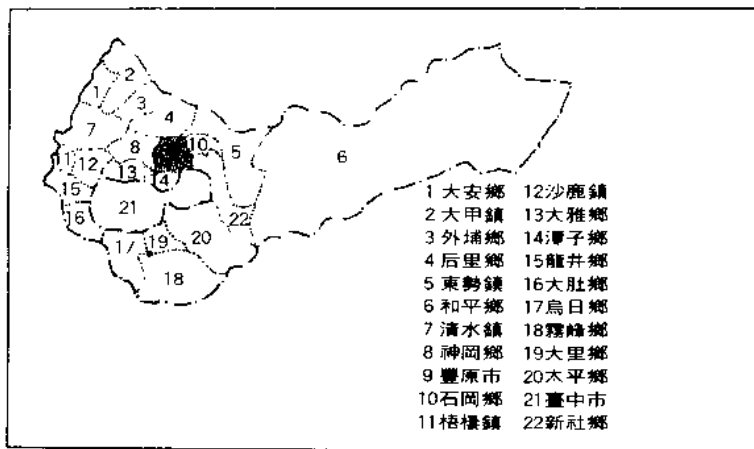 2
1
3
4
7
8
10
5
6
11
12
13
4
15
21
16
22
20
17
19
18
1 大安鄉 12沙鹿鎮
2 大甲鎮 13大雅鄉
3 外埔鄉 14潭子鄉
4 后里鄉 15龍井鄉
5 東勢鎮 16大肚鄉
6 和平鄉 17烏日鄉
7 清水鎮 18霧峰鄉
8 神岡鄉 19大里鄉
9 豐原市 20太平鄉
10石岡鄉 21臺中市
11梧棲鎮 22新社鄉